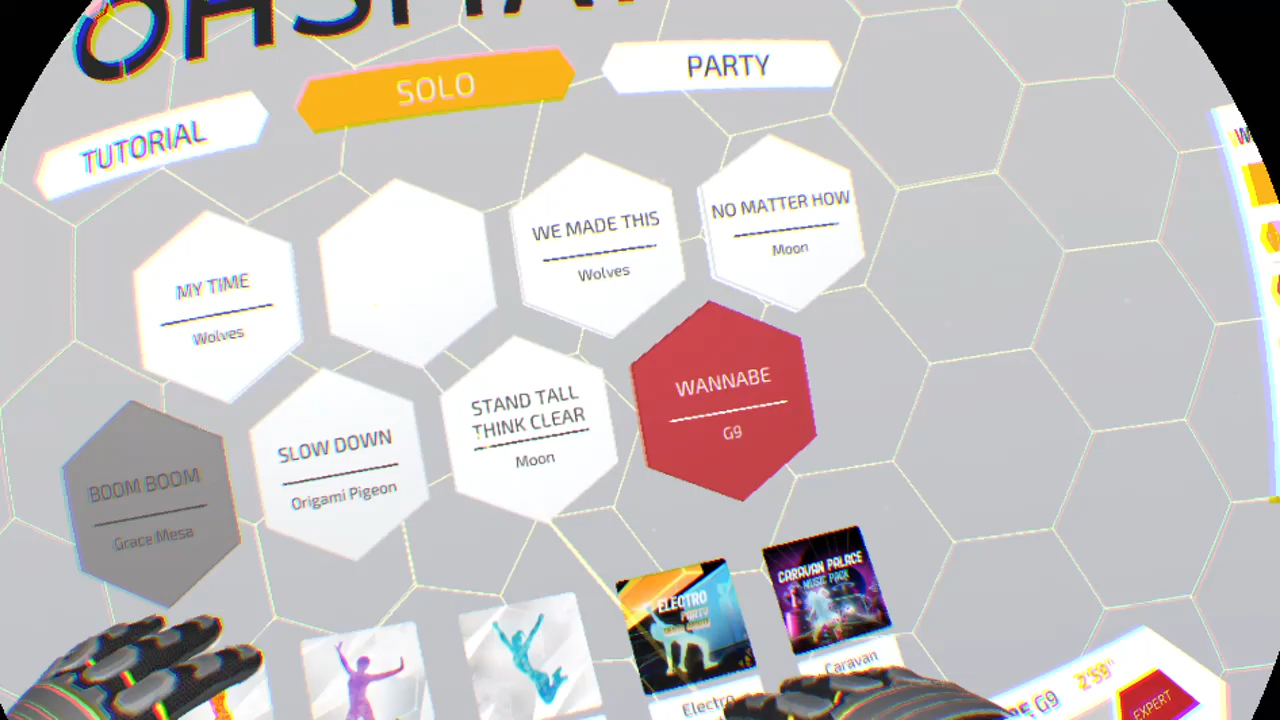 TUTORIAL
SOLO
PARTY
MY TIME
Wolves
WE MADE THIS
Wolves
NO MATTER HOW
Moon
BOOM BOOM
Grace Mesa
SLOW DOWN
Origami Pigeon
STAND TALL
THINK CLEAR
Moon
WANNABE
G9
ELECTRO
PARTY
Electro
CARAVAN PALACE
MUSIC PACK
Caravan
G9
2'59"
EXPERT